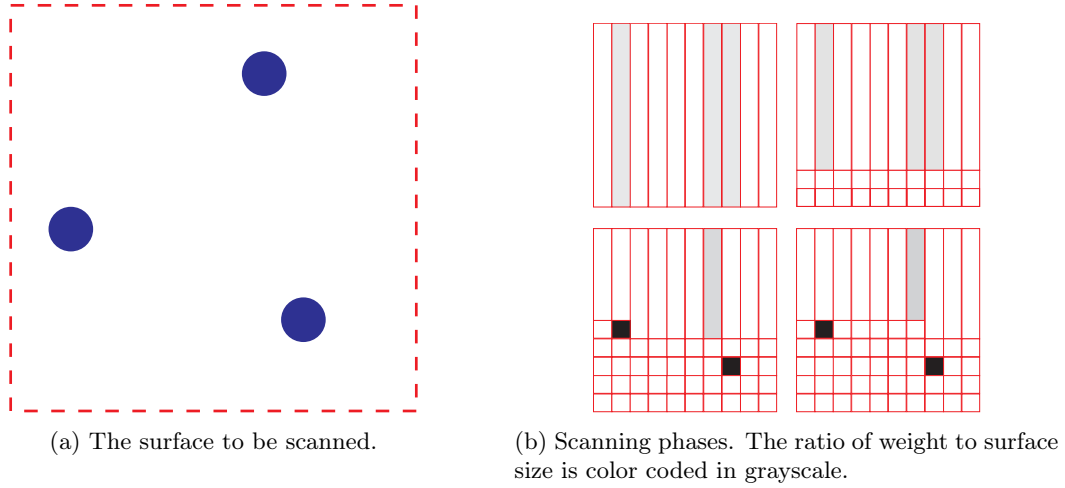 (a) The surface to be scanned.
(b) Scanning phases. The ratio of weight to surface
size is color coded in grayscale.